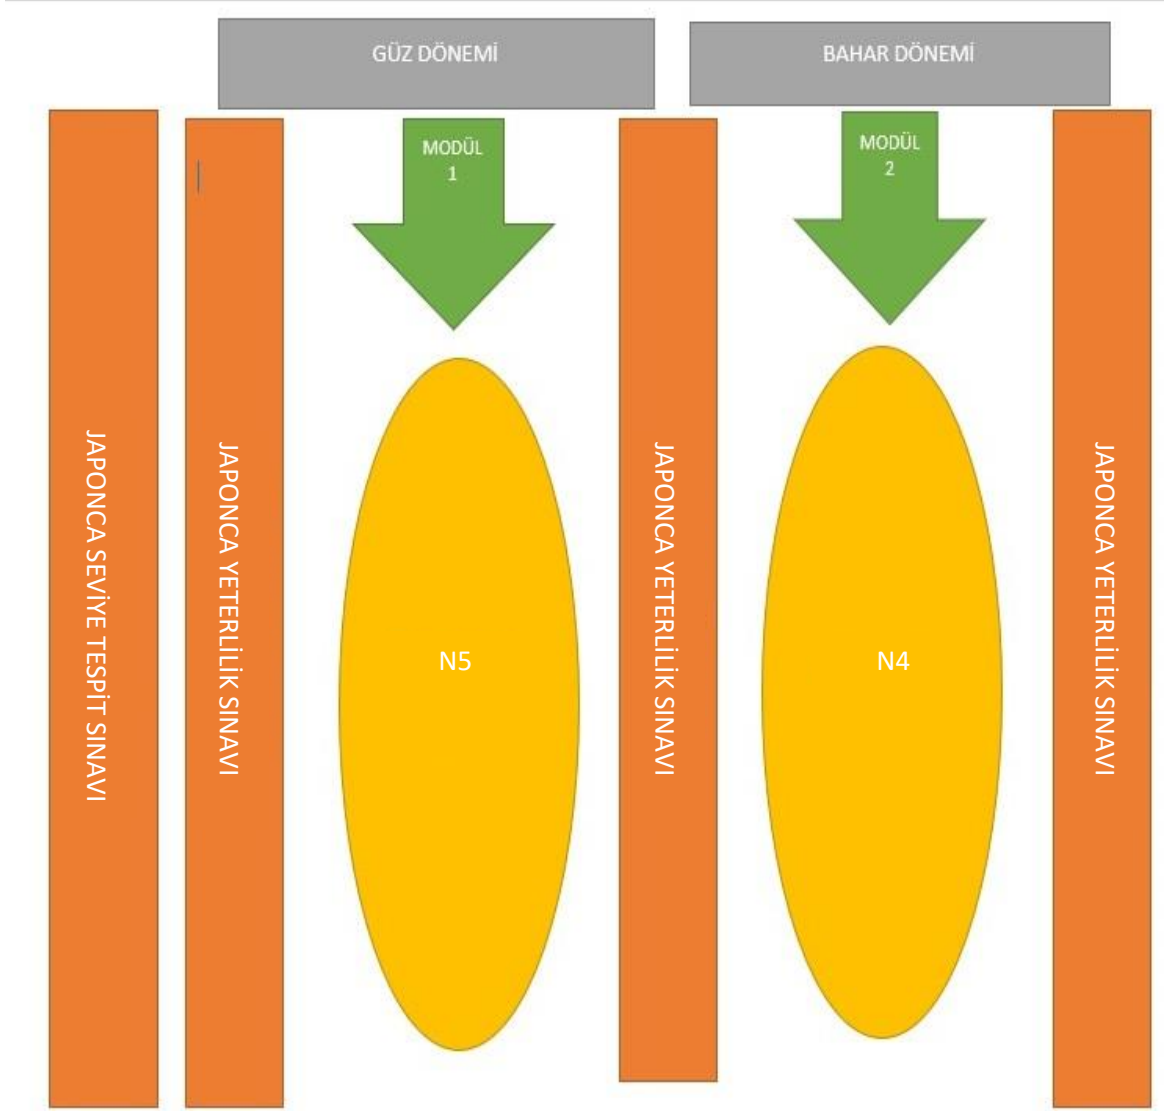 GÜZ DÖNEMİ
BAHAR DÖNEMİ
MODÜL
1
MODÜL
2
JAPONCA SEVİYE TESPİT SINAVI
JAPONCA YETERLİLİK SINAVI
N5
JAPONCA YETERLİLİK SINAVI
N4
JAPONCA YETERLİLİK SINAVI